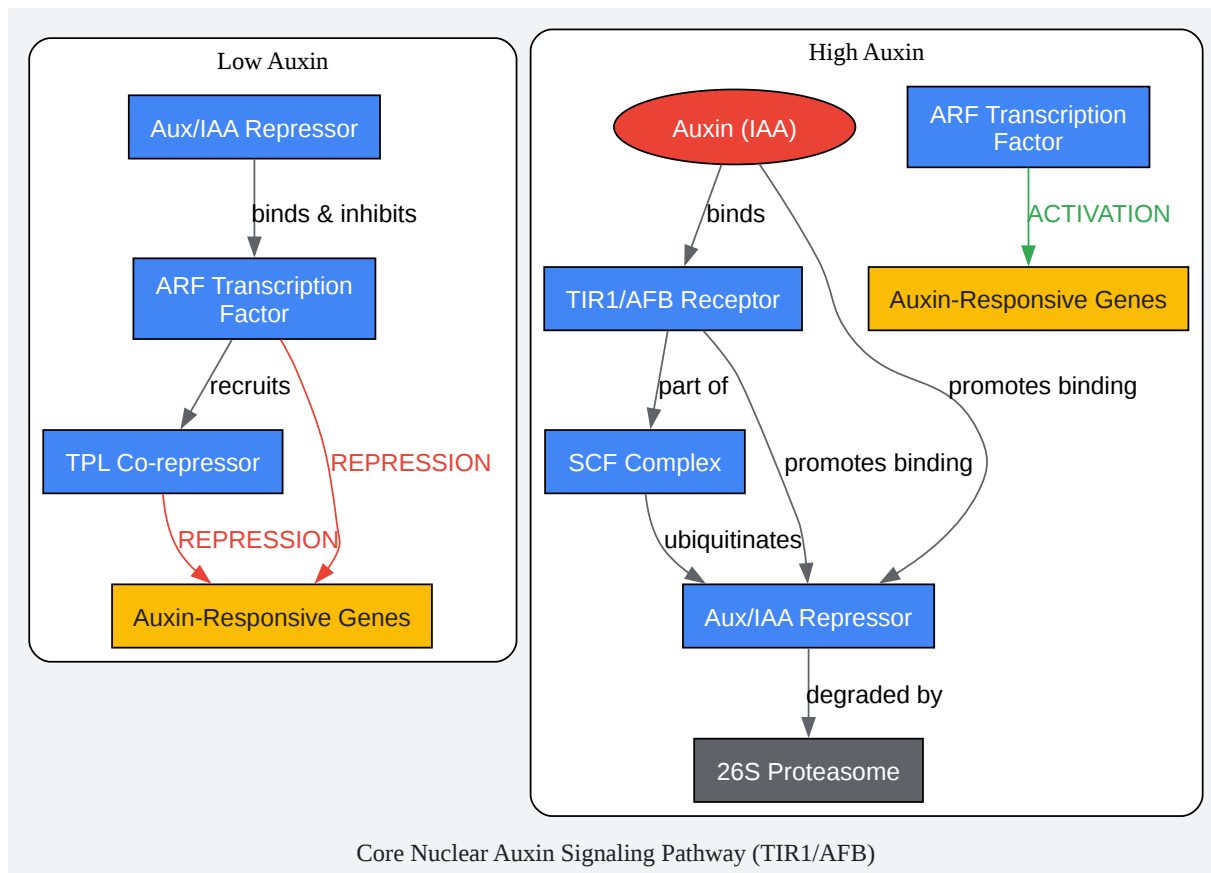 Low Auxin
Aux/IAA Repressor
binds & inhibits
ARF Transcription
Factor
recruits
TPL Co-repressor
REPRESSION
REPRESSION
Auxin-Responsive Genes
High Auxin
Auxin (IAA)
ARF Transcription
Factor
binds
ACTIVATION
TIR1/AFB Receptor
Auxin-Responsive Genes
part of
promotes binding
SCF Complex
promotes binding
ubiquitinates
Aux/IAA Repressor
degraded by
26S Proteasome
Core Nuclear Auxin Signaling Pathway (TIR1/AFB)